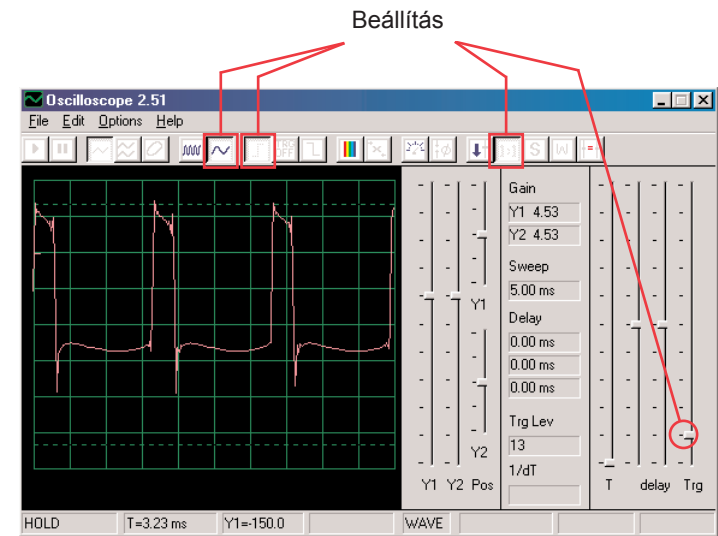 Beállítás
Oscilloscope 2.51
File Edit Options Help
TRG OFF S W
Gain
Y1 4.53
Y2 4.53
Sweep
5.00 ms
Y1
Delay
0.00 ms
0.00 ms
0.00 ms
Trg Lev
13
Y2
1/dT
Y1 Y2 Pos T delay Trg
HOLD T=3.23 ms Y1=-150.0 WAVE